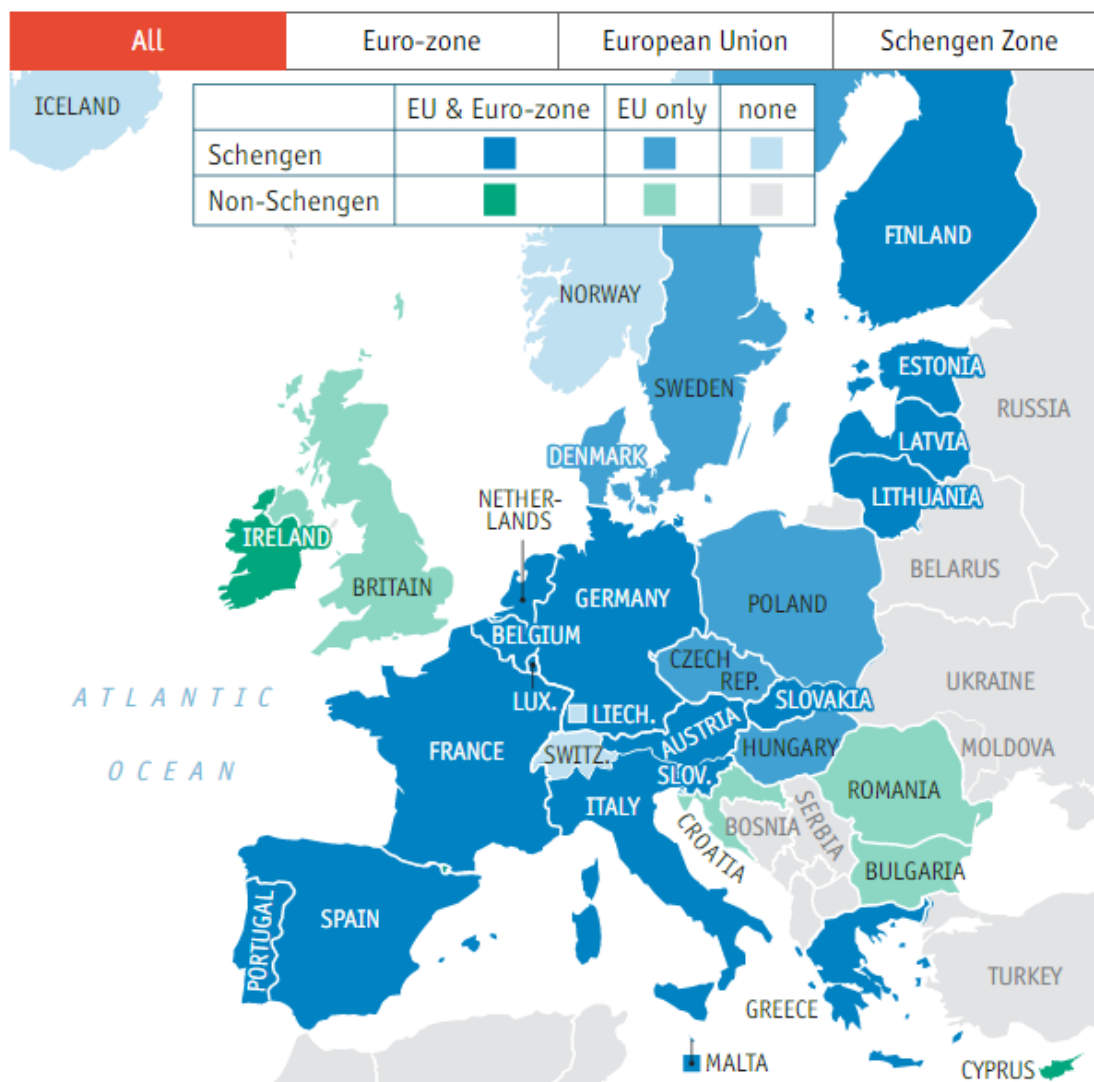 All
Euro-zone
European Union
Schengen Zone
EU & Euro-zone
EU only
none
Schengen
Non-Schengen
ICELAND
FINLAND
NORWAY
SWEDEN
ESTONIA
RUSSIA
LATVIA
DENMARK
LITHUANIA
NETHER-
LANDS
IRELAND
BRITAIN
BELARUS
GERMANY
POLAND
BELGIUM
CZECH
REP.
UKRAINE
ATLANTIC
OCEAN
LUX.
LIECH.
SLOVAKIA
AUSTRIA
FRANCE
SWITZ.
HUNGARY
MOLDOVA
SLOV.
ITALY
ROMANIA
CROATIA
BOSNIA
SERBIA
BULGARIA
PORTUGAL
SPAIN
TURKEY
GREECE
MALTA
CYPRUS